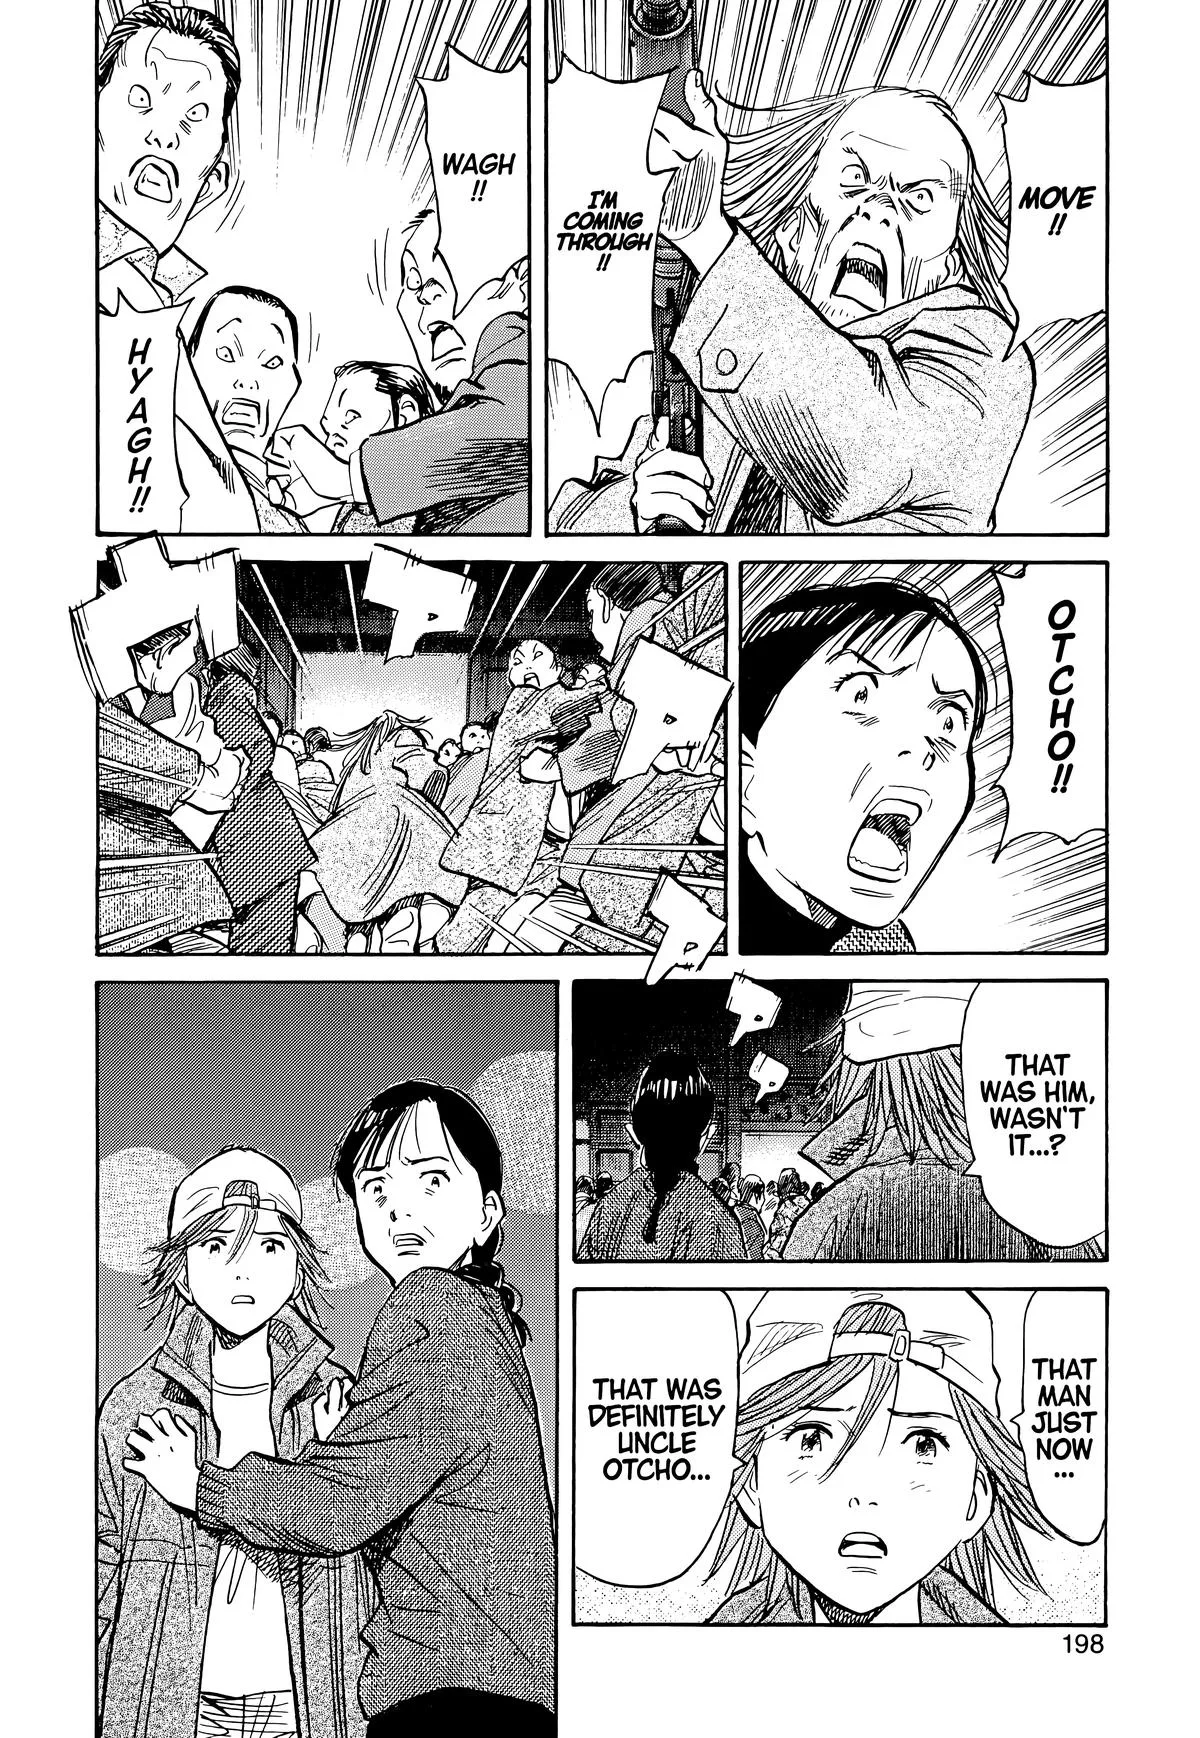 MOVE
!!
I'M
COMING
THROUGH
!!
WAGH
!!
HYAGH!!
OTCHO!!
THAT
WAS HIM,
WASN'T
IT...?
THAT
MAN
JUST
NOW
...
THAT WAS
DEFINITELY
UNCLE
OTCHO...
198